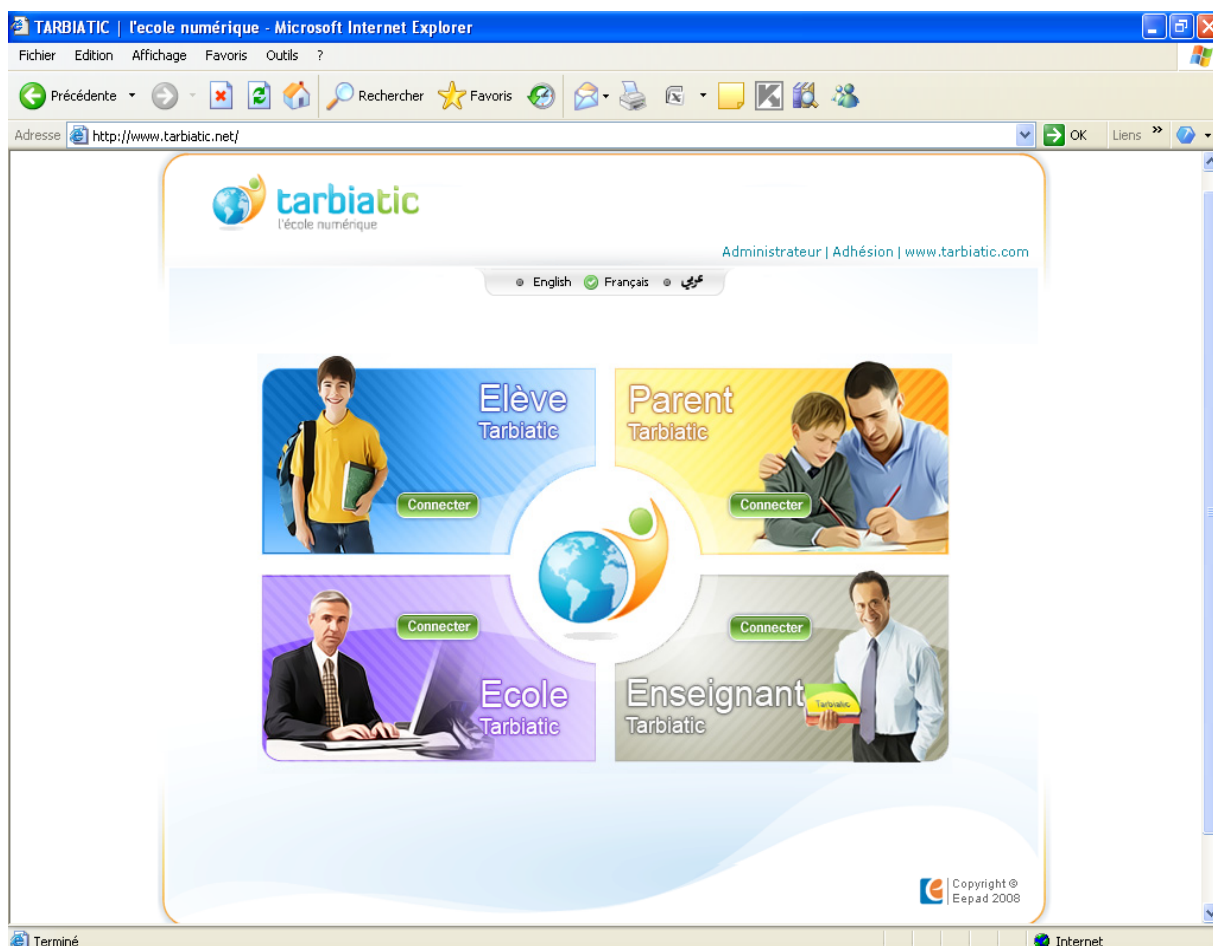 TARBIATIC | l'ecole numérique - Microsoft Internet Explorer
Fichier Edition Affichage Favoris Outils ?
Précédente Rechercher Favoris
Adresse http://www.tarbiatic.net/ OK Liens »
tarbiatic
l'école numérique
Administrateur | Adhésion | www.tarbiatic.com
English Français عربي
Elève
Tarbiatic
Connecter
Parent
Tarbiatic
Connecter
Connecter
Ecole
Tarbiatic
Connecter
Enseignant
Tarbiatic
Tarbiatic
Copyright ©
Eepad 2008
Terminé Internet